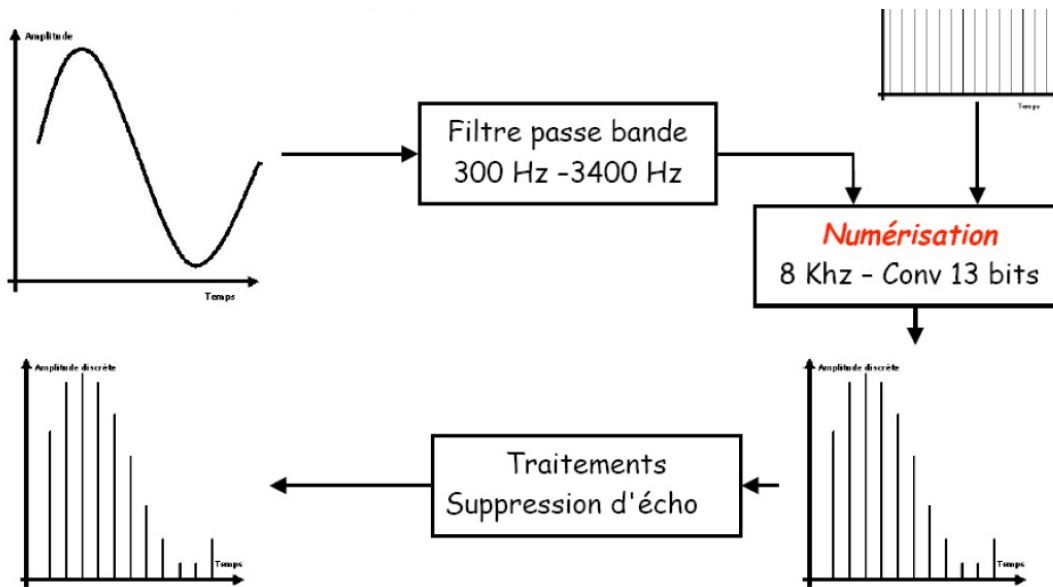 Amplitude
Temps
Filtre passe bande
300 Hz -3400 Hz
Temps
Numérisation
8 Khz - Conv 13 bits
Amplitude discrète
Temps
Traitements
Suppression d'écho
Amplitude discrète
Temps